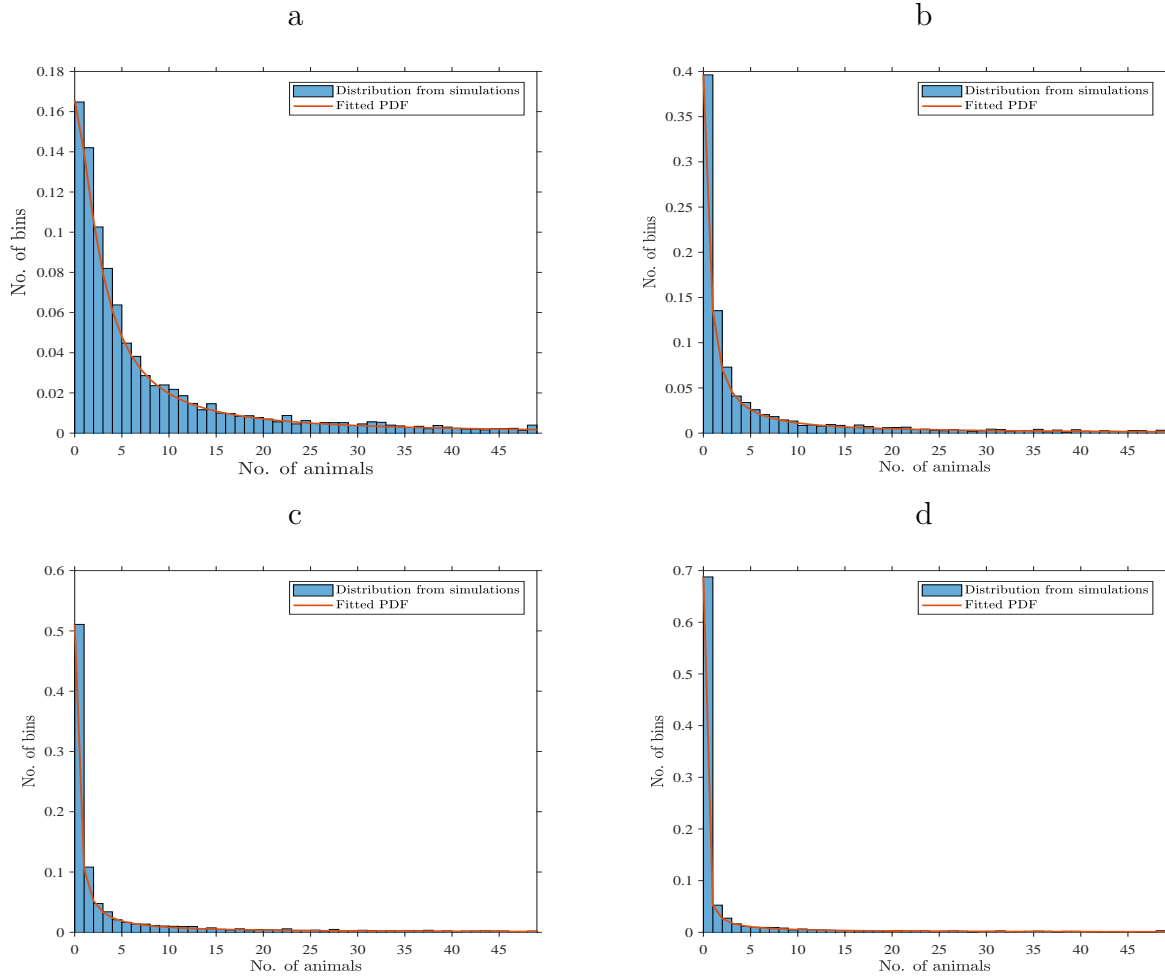 a
0.18
0.16
0.14
0.12
0.1
0.08
0.06
0.04
0.02
0
No. of bins
Distribution from simulations
Fitted PDF
0 5 10 15 20 25 30 35 40 45
No. of animals
b
0.4
0.35
0.3
0.25
0.2
0.15
0.1
0.05
0
No. of bins
Distribution from simulations
Fitted PDF
0 5 10 15 20 25 30 35 40 45
No. of animals
c
0.6
0.5
0.4
0.3
0.2
0.1
0
No. of bins
Distribution from simulations
Fitted PDF
0 5 10 15 20 25 30 35 40 45
No. of animals
d
0.7
0.6
0.5
0.4
0.3
0.2
0.1
0
No. of bins
Distribution from simulations
Fitted PDF
0 5 10 15 20 25 30 35 40 45
No. of animals